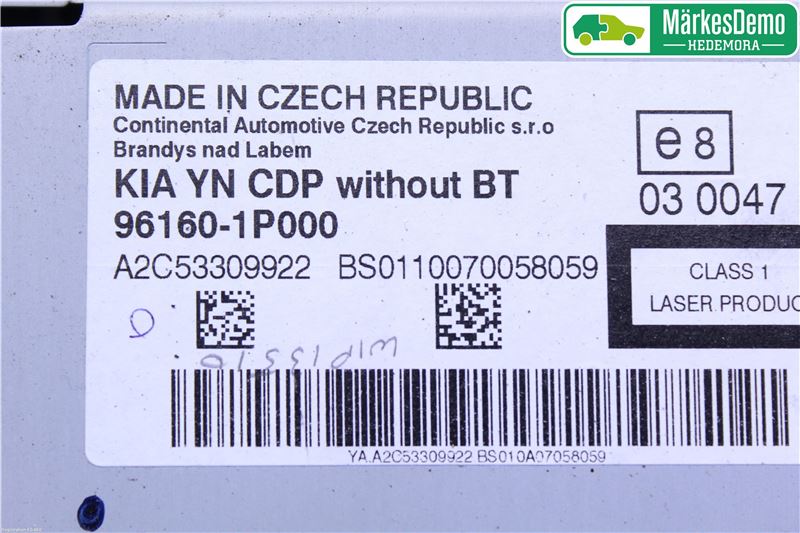 MärkesDemo
HEDEMORA
MADE IN CZECH REPUBLIC
Continental Automotive Czech Republic s.r.o
Brandys nad Labem
KIA YN CDP without BT
96160-1P000
A2C53309922 BS0110070058059
e8
03 0047
CLASS 1
LASER PRODUC
YA.A2C53309922 BS010A07058059